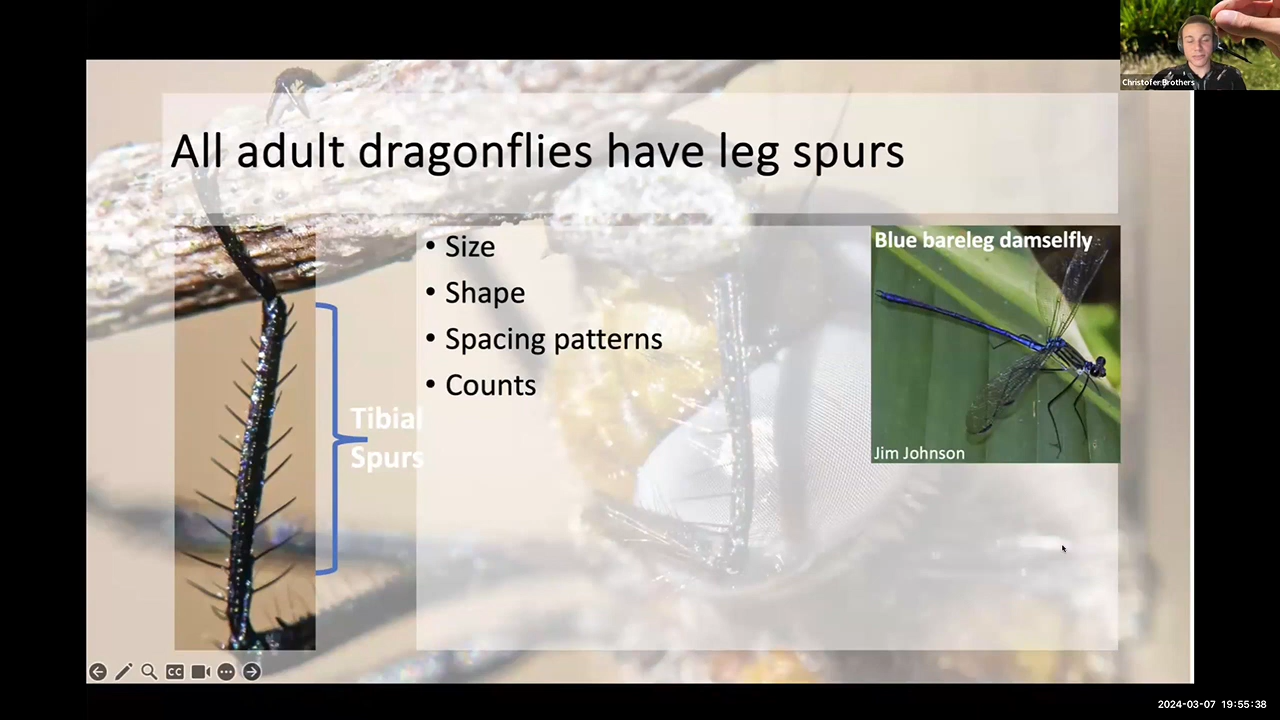 Christofer Brothers
All adult dragonflies have leg spurs
• Size
• Shape
• Spacing patterns
• Counts
Tibial
Spurs
Blue bareleg damselfly
Jim Johnson
CC
2024-03-07 19:55:38